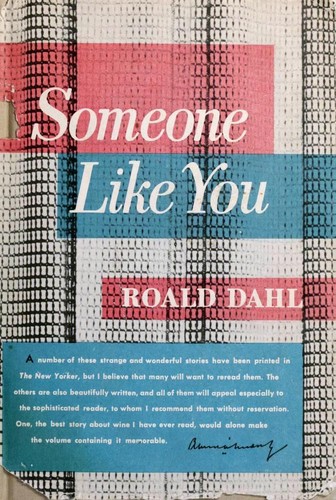 Someone
Like You
ROALD DAHL
A number of these strange and wonderful stories have been printed in
The New Yorker, but I believe that many will want to reread them. The
others are also beautifully written, and all of them will appeal especially to
the sophisticated reader, to whom I recommend them without reservation.
One, the best story about wine I have ever read, would alone make
the volume containing it memorable.